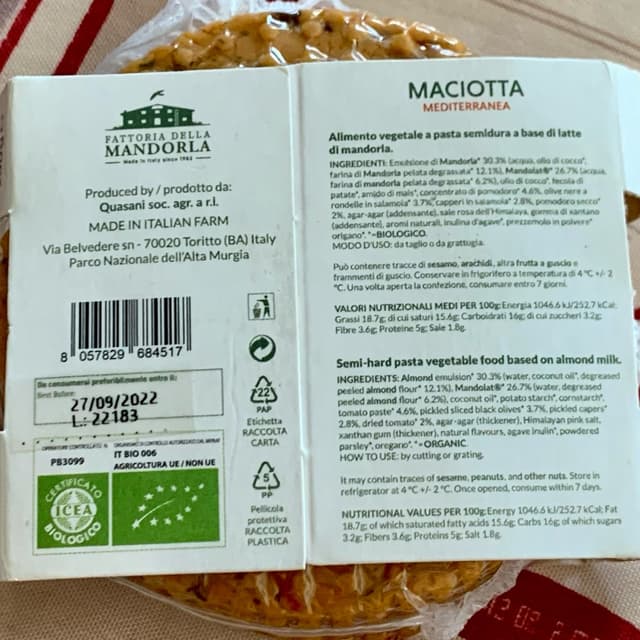 FATTORIA DELLA
MANDORLA
Made in Italy since 1992
Produced by / prodotto da:
Quasani soc. agr. a r.l.
MADE IN ITALIAN FARM
Via Belvedere sn - 70020 Toritto (BA) Italy
Parco Nazionale dell'Alta Murgia
8 057829 684517
Da consumarsi preferibilmente entro il:
Best Before:
27/09/2022
L: 22183
22
PAP
Etichetta
RACCOLTA
CARTA
5
PP
Pellicola
protettiva
RACCOLTA
PLASTICA
PB3099
IT BIO 006
AGRICOLTURA UE / NON UE
CERTIFICATO
ICEA
BIOLOGICO
MACIOTTA
MEDITERRANEA
Alimento vegetale a pasta semidura a base di latte
di mandorla.
INGREDIENTI: Emulsione di Mandorla* 30.3% (acqua, olio di cocco*,
farina di Mandorla pelata degrassata* 12.1%), Mandolat®* 26.7% (acqua,
farina di mandorla pelata degrassata* 6.2%), olio di cocco*, fecola di
patate*, amido di mais*, concentrato di pomodoro* 4.6%, olive nere a
rondelle in salamoia* 3.7%, capperi in salamoia* 2.8%, pomodoro secco*
2%, agar-agar (addensante), sale rosa dell'Himalaya, gomma di xantano
(addensante), aromi naturali, inulina d'agave*, prezzemolo in polvere*
origano*. *=BIOLOGICO.
MODO D'USO: da taglio o da grattugia.
Può contenere tracce di sesamo, arachidi, altra frutta a guscio e
frammenti di guscio. Conservare in frigorifero a temperatura di 4 °C +/- 2
°C. Una volta aperta la confezione, consumare entro 7 giorni.
VALORI NUTRIZIONALI MEDI PER 100g: Energia 1046.6 kJ/252.7 kCal;
Grassi 18.7g; di cui saturi 15.6g; Carboidrati 16g; di cui zuccheri 3.2g;
Fibre 3.6g; Proteine 5g; Sale 1.8g.
Semi-hard pasta vegetable food based on almond milk.
INGREDIENTS: Almond emulsion* 30.3% (water, coconut oil*, degreased
peeled almond flour* 12.1%), Mandolat®* 26.7% (water, degreased
peeled almond flour* 6.2%), coconut oil*, potato starch*, cornstarch*,
tomato paste* 4.6%, pickled sliced black olives* 3.7%, pickled capers*
2.8%, dried tomato* 2%, agar-agar (thickener), Himalayan pink salt,
xanthan gum (thickener), natural flavours, agave inulin*, powdered
parsley*, oregano*. *=ORGANIC.
HOW TO USE: by cutting or grating.
It may contain traces of sesame, peanuts, and other nuts. Store in
refrigerator at 4 °C +/- 2 °C. Once opened, consume within 7 days.
NUTRITIONAL VALUES PER 100g: Energy 1046.6 kJ/252.7 kCal; Fat
18.7g; of which saturated fatty acids 15.6g; Carbs 16g; of which sugars
3.2g; Fibers 3.6g; Proteins 5g; Salt 1.8g.